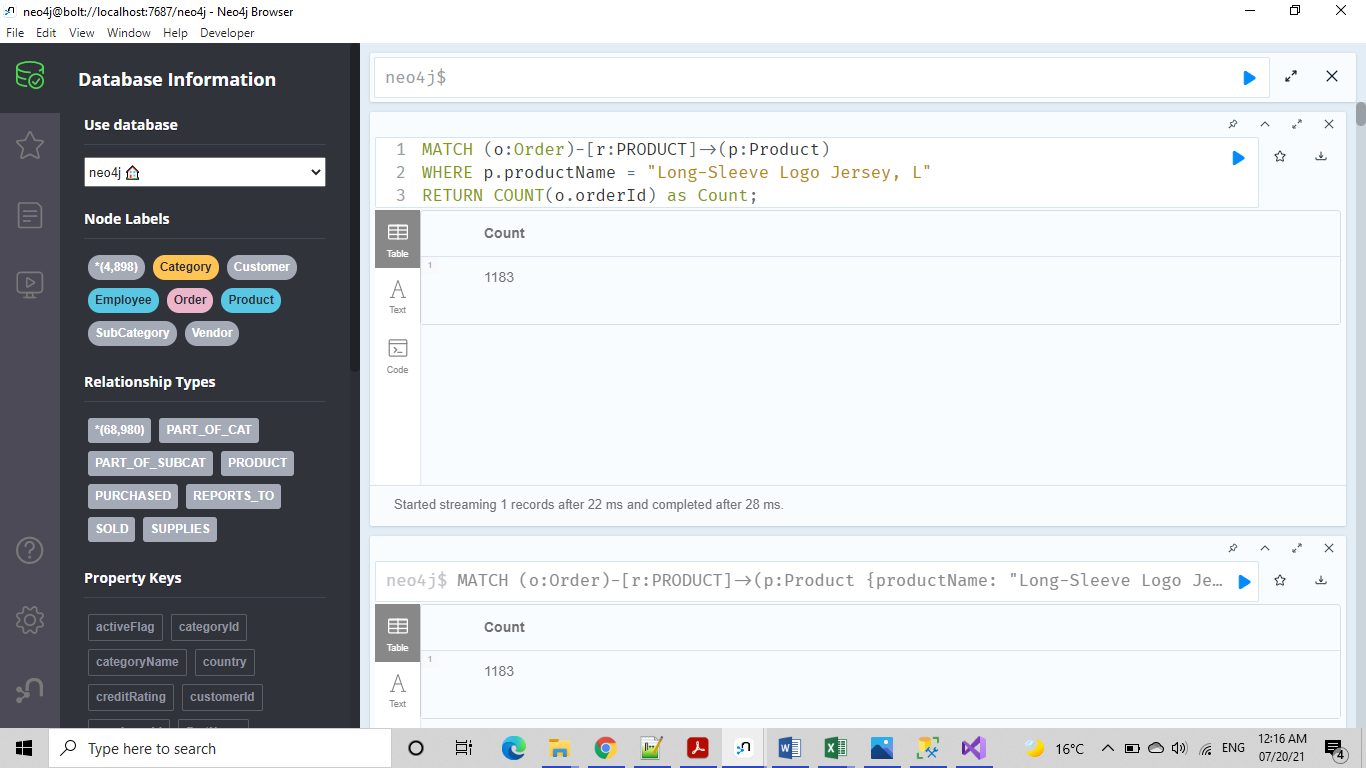 neo4j@bolt://localhost:7687/neo4j - Neo4j Browser
File Edit View Window Help Developer
Database Information
Use database
neo4j
Node Labels
*(4,898) Category Customer
Employee Order Product
SubCategory Vendor
Relationship Types
*(68,980) PART_OF_CAT
PART_OF_SUBCAT PRODUCT
PURCHASED REPORTS_TO
SOLD SUPPLIES
Property Keys
activeFlag categoryId
categoryName country
creditRating customerId
neo4j$
1 MATCH (o:Order)-[r:PRODUCT]→(p:Product)
2 WHERE p.productName = "Long-Sleeve Logo Jersey, L"
3 RETURN COUNT(o.orderId) as Count;
Table
Text
Code
Count
1
1183
Started streaming 1 records after 22 ms and completed after 28 ms.
neo4j$ MATCH (o:Order)-[r:PRODUCT]→(p:Product {productName: "Long-Sleeve Logo Je…
Table
Text
Count
1
1183
Type here to search
16°C
ENG
12:16 AM
07/20/21
4